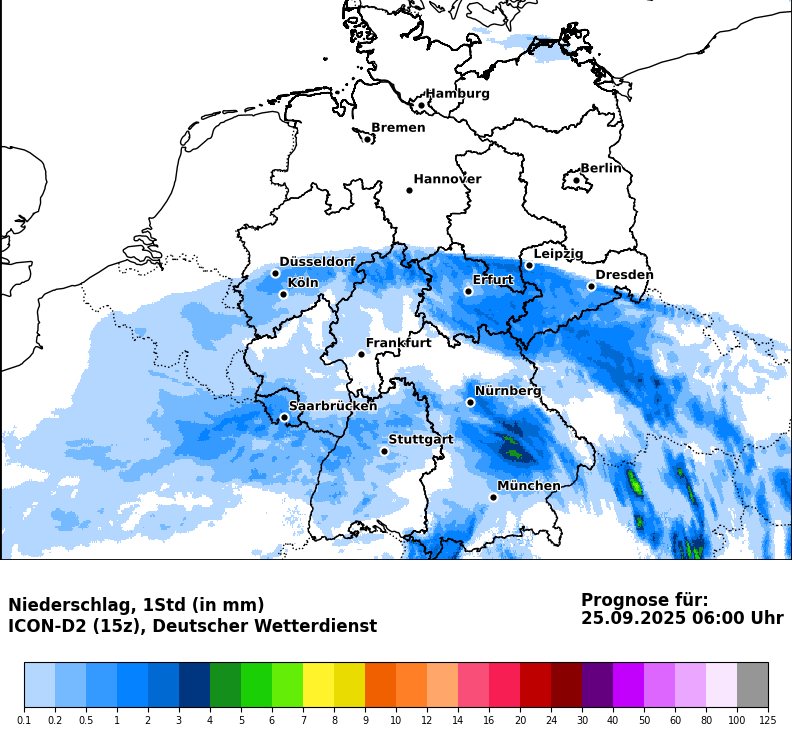 Hamburg
Bremen
Berlin
Hannover
Leipzig
Düsseldorf
Dresden
Köln
Erfurt
Frankfurt
Nürnberg
Saarbrücken
Stuttgart
München
Niederschlag, 1Std (in mm)
ICON-D2 (15z), Deutscher Wetterdienst
Prognose für:
25.09.2025 06:00 Uhr
0.1 0.2 0.5 1 2 3 4 5 6 7 8 9 10 12 14 16 20 24 30 40 50 60 80 100 125